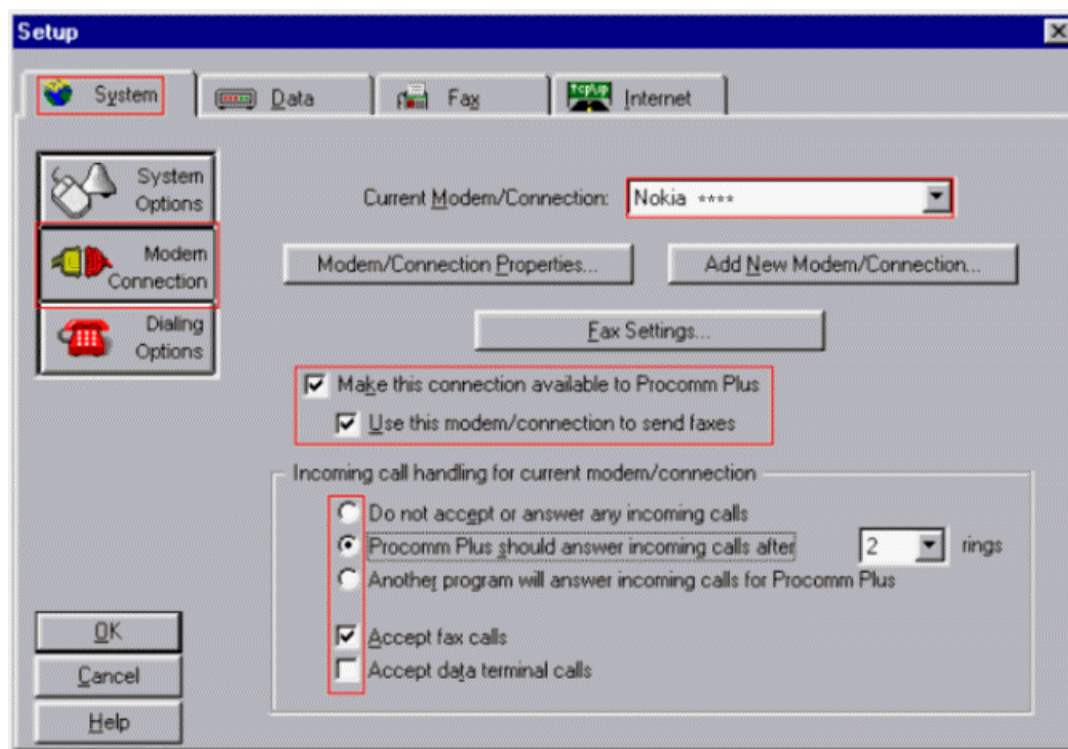 Setup
System
Data
Fax
Tcp/Ip
Internet
System
Options
Modem
Connection
Dialing
Options
Current Modem/Connection:
Nokia ****
Modem/Connection Properties...
Add New Modem/Connection...
Fax Settings...
Make this connection available to Procomm Plus
Use this modem/connection to send faxes
Incoming call handling for current modem/connection
Do not accept or answer any incoming calls
Procomm Plus should answer incoming calls after 2 rings
Another program will answer incoming calls for Procomm Plus
Accept fax calls
Accept data terminal calls
OK
Cancel
Help